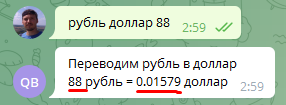 рубль доллар 88
2:59
QB
Переводим рубль в доллар
88 рубль = 0.01579 доллар
2:59